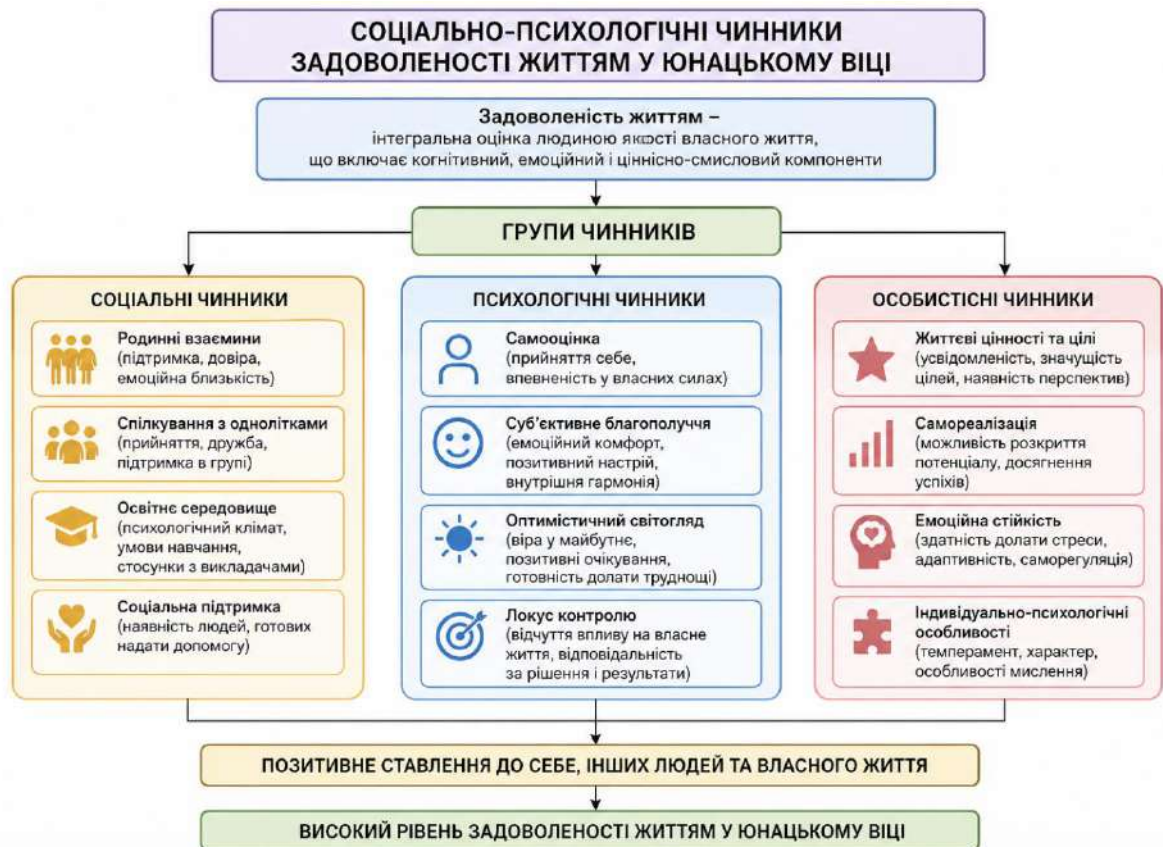 СОЦІАЛЬНО-ПСИХОЛОГІЧНІ ЧИННИКИ
ЗАДОВОЛЕНОСТІ ЖИТТЯМ У ЮНАЦЬКОМУ ВІЦІ
Задоволеність життям –
інтегральна оцінка людиною якості власного життя,
що включає когнітивний, емоційний і ціннісно-смисловий компоненти
ГРУПИ ЧИННИКІВ
СОЦІАЛЬНІ ЧИННИКИ
Родинні взаємини
(підтримка, довіра,
емоційна близькість)
Спілкування з однолітками
(прийняття, дружба,
підтримка в групі)
Освітнє середовище
(психологічний клімат,
умови навчання,
стосунки з викладачами)
Соціальна підтримка
(наявність людей, готових
надати допомогу)
ПСИХОЛОГІЧНІ ЧИННИКИ
Самооцінка
(прийняття себе,
впевненість у власних силах)
Суб'єктивне благополуччя
(емоційний комфорт,
позитивний настрій,
внутрішня гармонія)
Оптимістичний світогляд
(віра у майбутнє,
позитивні очікування,
готовність долати труднощі)
Локус контролю
(відчуття впливу на власне
життя, відповідальність
за рішення і результати)
ОСОБИСТІСНІ ЧИННИКИ
Життєві цінності та цілі
(усвідомленість, значущість
цілей, наявність перспектив)
Самореалізація
(можливість розкриття
потенціалу, досягнення
успіхів)
Емоційна стійкість
(здатність долати стреси,
адаптивність, саморегуляція)
Індивідуально-психологічні
особливості
(темперамент, характер,
особливості мислення)
ПОЗИТИВНЕ СТАВЛЕННЯ ДО СЕБЕ, ІНШИХ ЛЮДЕЙ ТА ВЛАСНОГО ЖИТТЯ
ВИСОКИЙ РІВЕНЬ ЗАДОВОЛЕНОСТІ ЖИТТЯМ У ЮНАЦЬКОМУ ВІЦІ